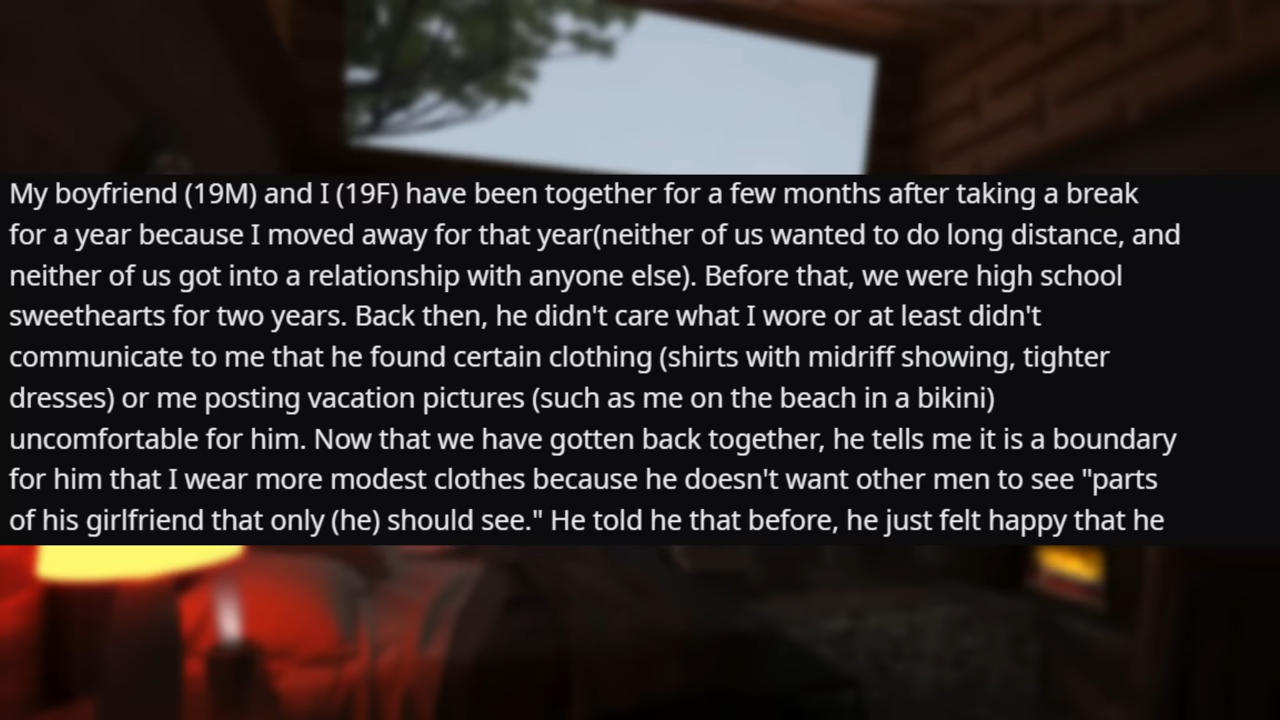 My boyfriend (19M) and I (19F) have been together for a few months after taking a break
for a year because I moved away for that year(neither of us wanted to do long distance, and
neither of us got into a relationship with anyone else). Before that, we were high school
sweethearts for two years. Back then, he didn't care what I wore or at least didn't
communicate to me that he found certain clothing (shirts with midriff showing, tighter
dresses) or me posting vacation pictures (such as me on the beach in a bikini)
uncomfortable for him. Now that we have gotten back together, he tells me it is a boundary
for him that I wear more modest clothes because he doesn't want other men to see "parts
of his girlfriend that only (he) should see." He told he that before, he just felt happy that he